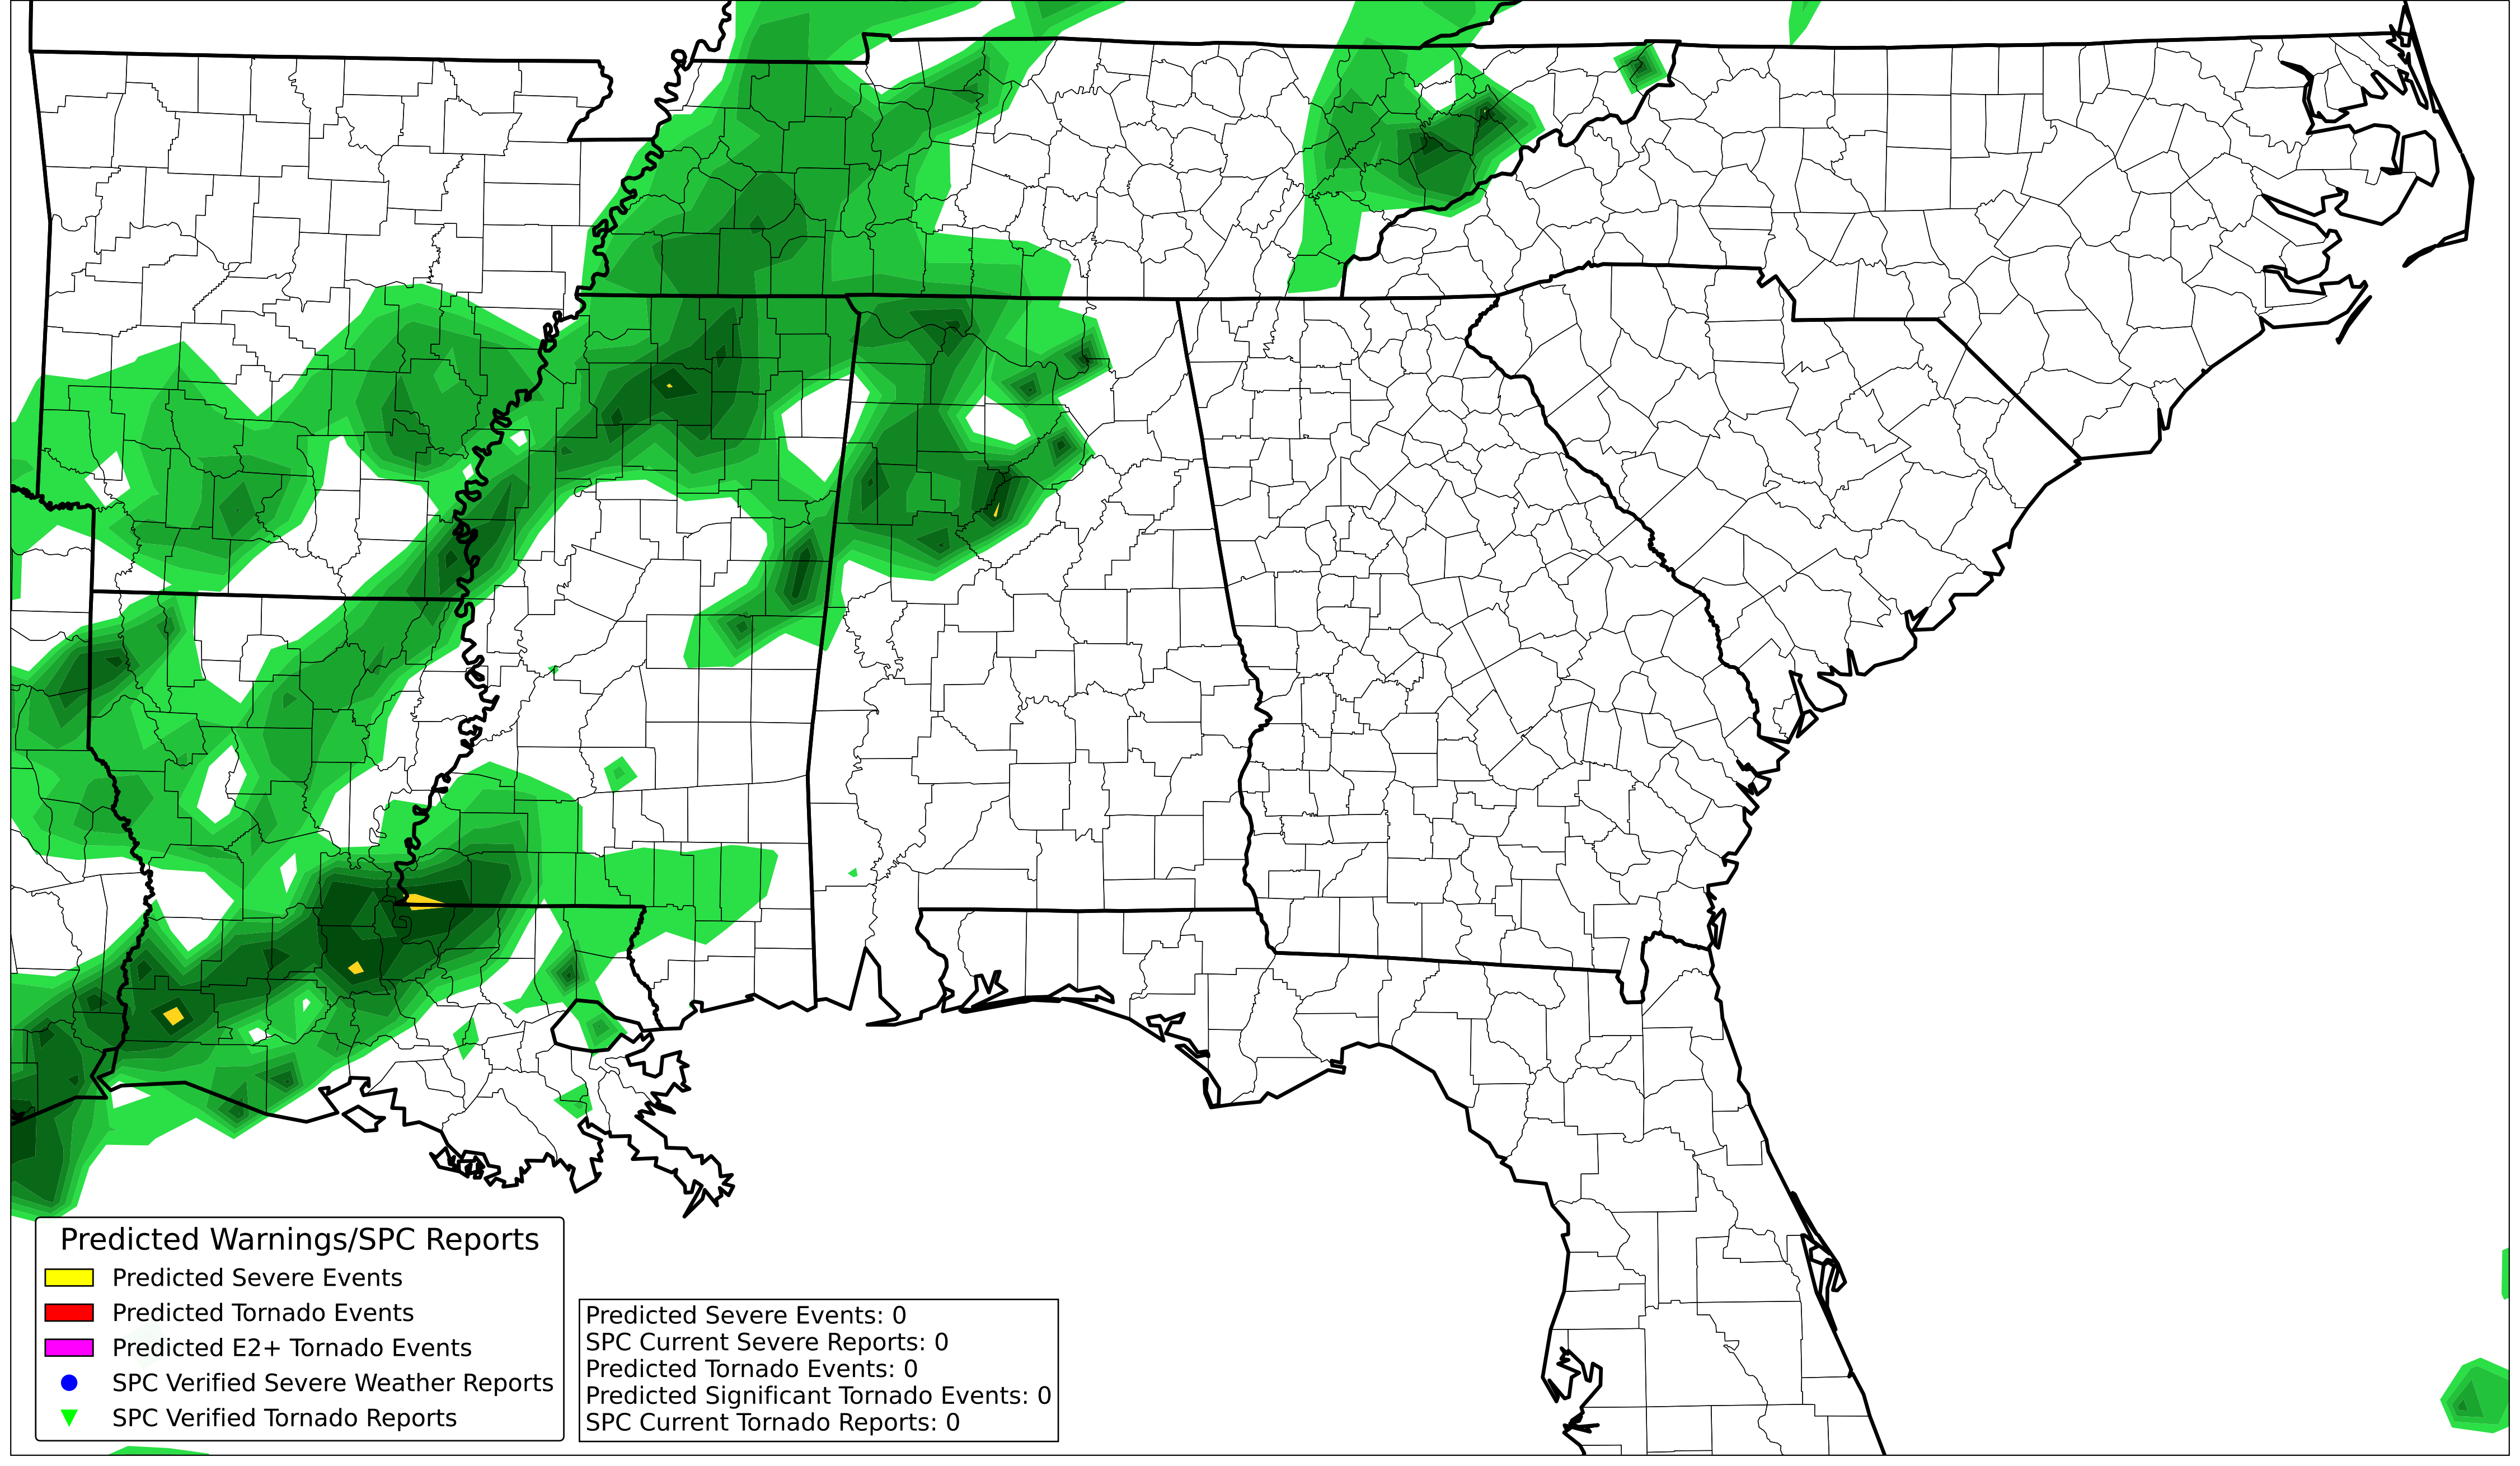 Predicted Warnings/SPC Reports
Predicted Severe Events
Predicted Tornado Events
Predicted E2+ Tornado Events
SPC Verified Severe Weather Reports
SPC Verified Tornado Reports
Predicted Severe Events: 0
SPC Current Severe Reports: 0
Predicted Tornado Events: 0
Predicted Significant Tornado Events: 0
SPC Current Tornado Reports: 0